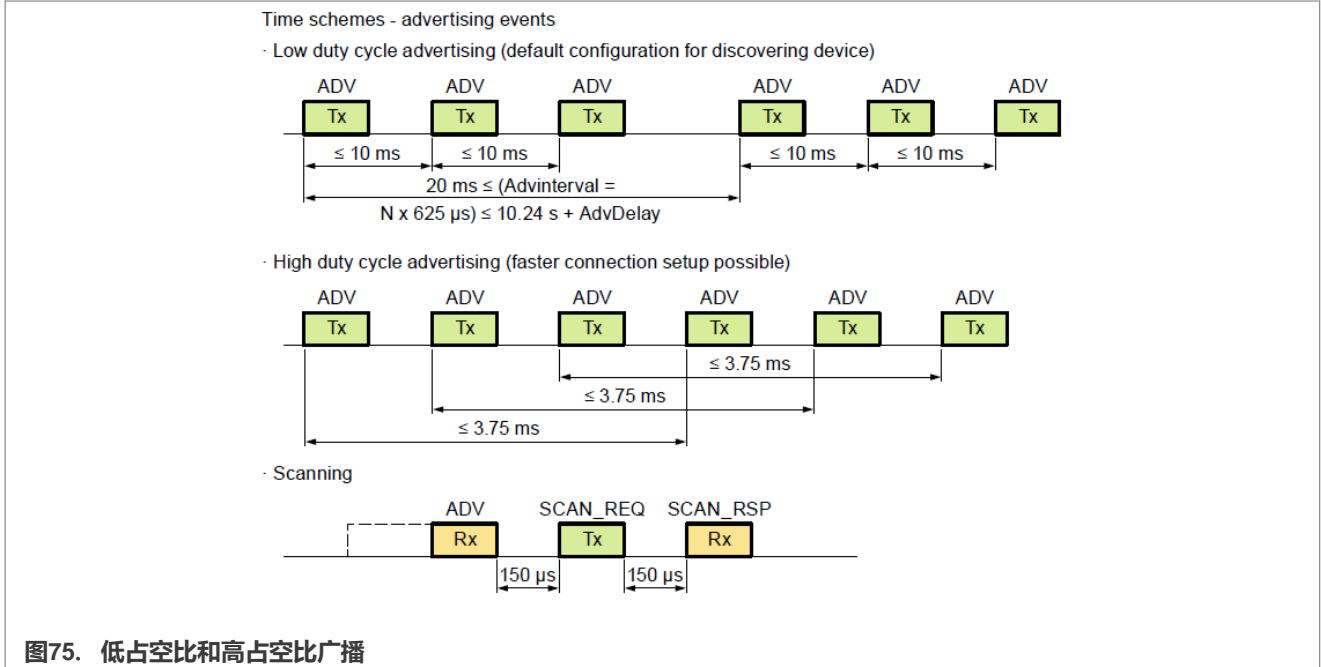 Time schemes - advertising events
· Low duty cycle advertising (default configuration for discovering device)
ADV ADV ADV ADV ADV ADV
Tx Tx Tx Tx Tx Tx
≤ 10 ms ≤ 10 ms ≤ 10 ms ≤ 10 ms
20 ms ≤ (Advinterval =
N x 625 µs) ≤ 10.24 s + AdvDelay
· High duty cycle advertising (faster connection setup possible)
ADV ADV ADV ADV ADV ADV
Tx Tx Tx Tx Tx Tx
≤ 3.75 ms
≤ 3.75 ms
≤ 3.75 ms
· Scanning
ADV SCAN_REQ SCAN_RSP
Rx Tx Rx
150 µs 150 µs
图75. 低占空比和高占空比广播